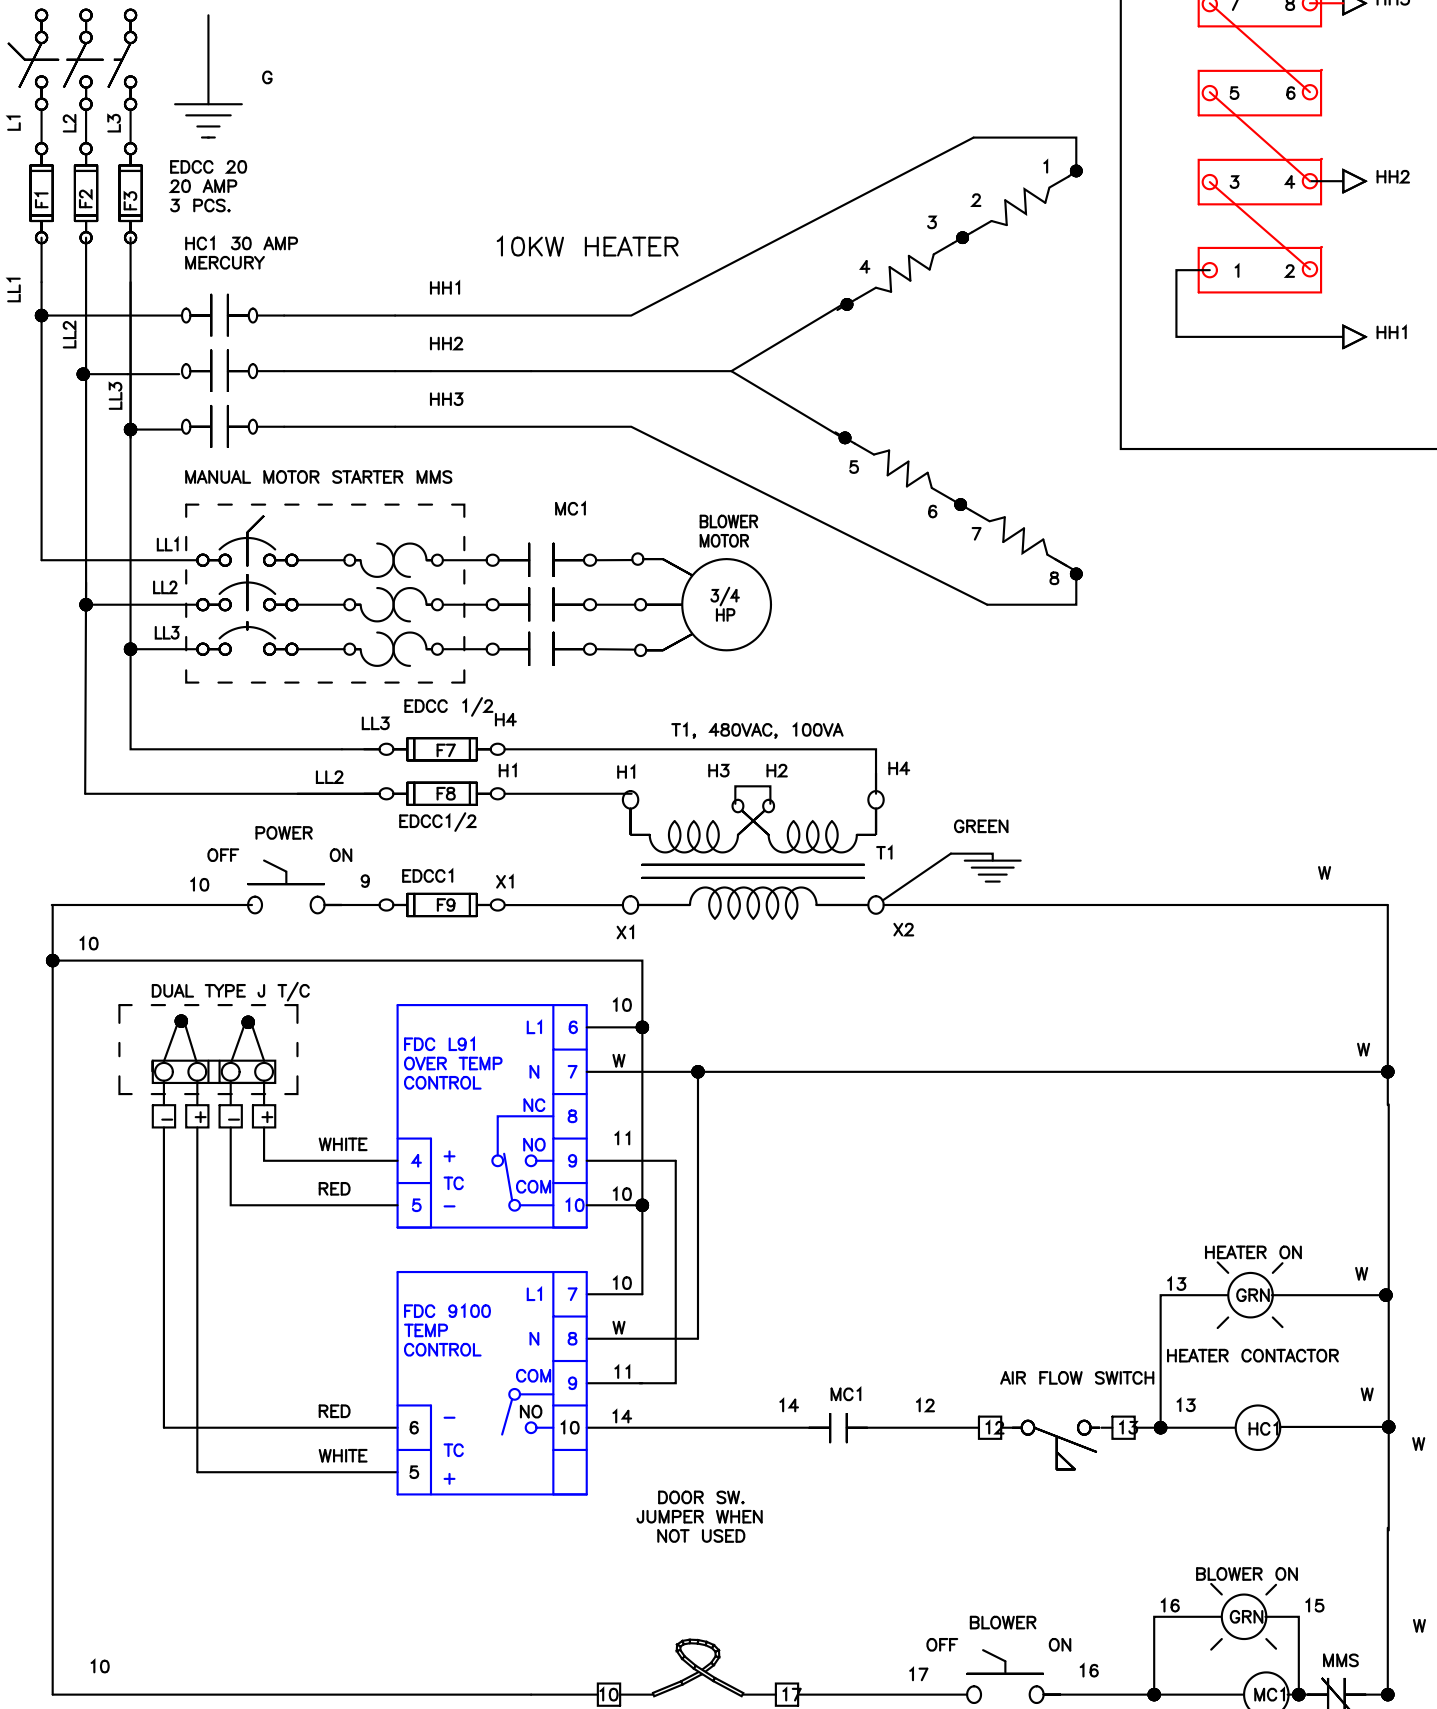 7 8 HH3
G
L1 L2 L3
5 6
EDCC 20
20 AMP
3 PCS.
F1 F2 F3
1
3 4 HH2
2
3
HC1 30 AMP
MERCURY
10KW HEATER
4
1 2
LL1
HH1
HH1
LL2
HH2
LL3
HH3
5
MANUAL MOTOR STARTER MMS
6
7
MC1
BLOWER
MOTOR
LL1
8
LL2
3/4
HP
LL3
EDCC 1/2
LL3 H4
T1, 480VAC, 100VA
F7
LL2 H1
H1 H3 H2 H4
F8
EDCC1/2
POWER
OFF ON
GREEN
T1
10 9 EDCC1 X1
W
F9
X1 X2
10
DUAL TYPE J T/C
10
L1 6
FDC L91
OVER TEMP
CONTROL
W
N 7
W
NC
8
- + - +
WHITE
4 +
NO
11
9
TC
RED
5 -
COM
10
10
HEATER ON
13 W
GRN
10
L1 7
FDC 9100
TEMP
CONTROL
W
N 8
HEATER CONTACTOR
AIR FLOW SWITCH
COM
11
9
RED
6 -
NO
10
14
14 MC1 12
12 13
13 W
HC1
TC
WHITE
5 +
W
DOOR SW.
JUMPER WHEN
NOT USED
BLOWER ON
16 15
GRN
W
BLOWER
OFF ON
MMS
10
10 17
17 16
MC1